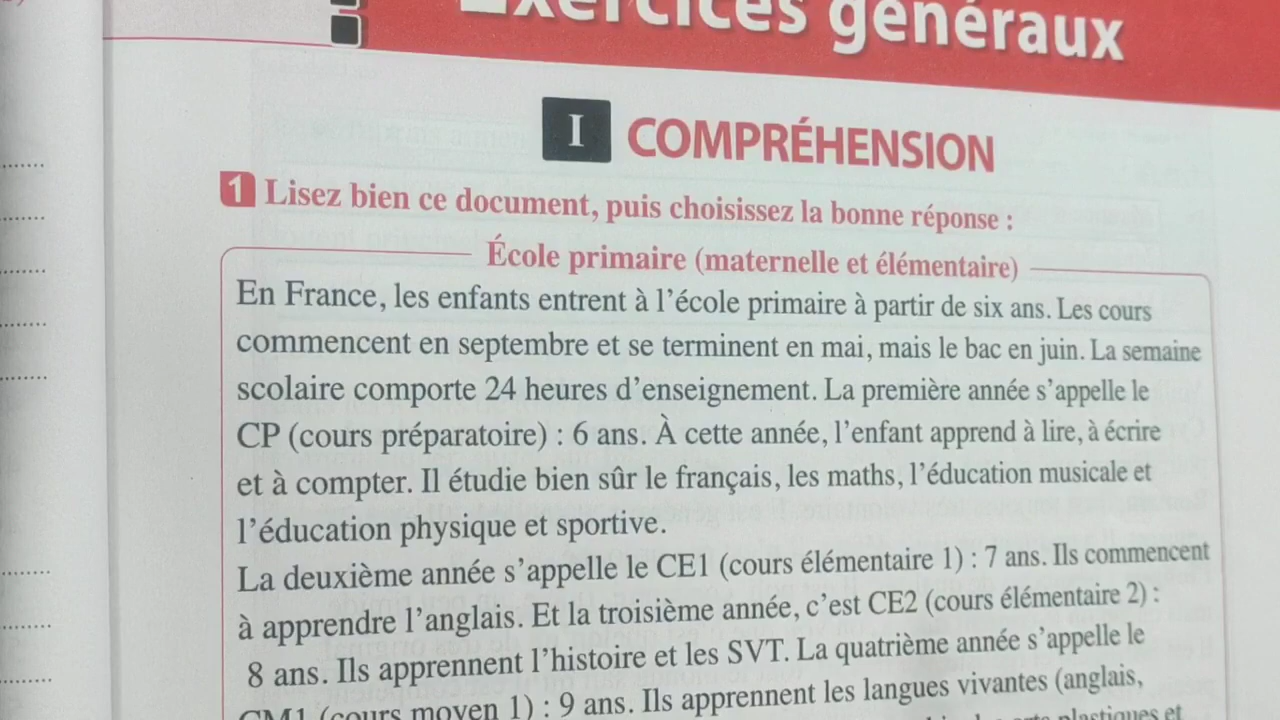 Exercices généraux
I COMPRÉHENSION
1 Lisez bien ce document, puis choisissez la bonne réponse :
École primaire (maternelle et élémentaire)
En France, les enfants entrent à l'école primaire à partir de six ans. Les cours
commencent en septembre et se terminent en mai, mais le bac en juin. La semaine
scolaire comporte 24 heures d'enseignement. La première année s'appelle le
CP (cours préparatoire) : 6 ans. À cette année, l'enfant apprend à lire, à écrire
et à compter. Il étudie bien sûr le français, les maths, l'éducation musicale et
l'éducation physique et sportive.
La deuxième année s'appelle le CE1 (cours élémentaire 1) : 7 ans. Ils commencent
à apprendre l'anglais. Et la troisième année, c'est CE2 (cours élémentaire 2) :
8 ans. Ils apprennent l'histoire et les SVT. La quatrième année s'appelle le
CM1 (cours moyen 1) : 9 ans. Ils apprennent les langues vivantes (anglais,
plastiques et